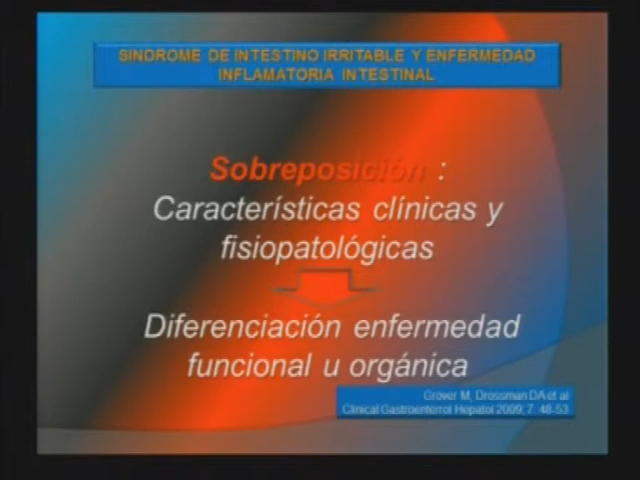 SINDROME DE INTESTINO IRRITABLE Y ENFERMEDAD
INFLAMATORIA INTESTINAL
Sobreposición :
Características clínicas y
fisiopatológicas
Diferenciación enfermedad
funcional u orgánica
Grover M, Drossman DA et al
Clinical Gastroenterrol Hepatol 2009; 7: 48-53